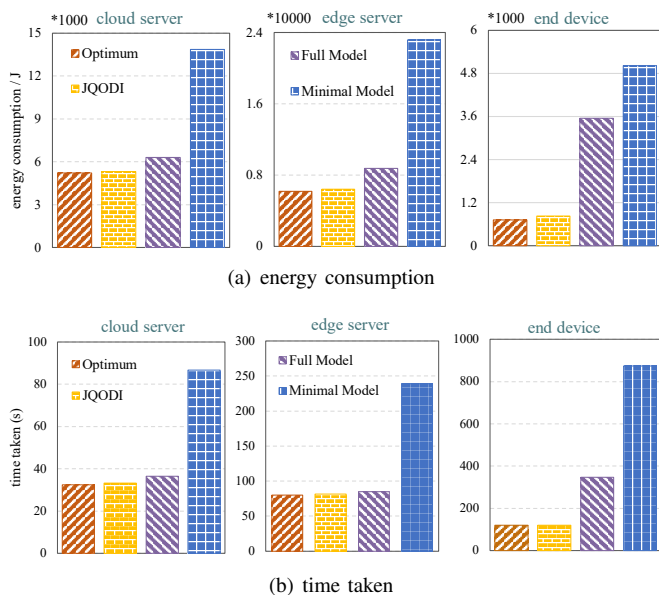 *1000 cloud server
energy consumption / J
15
12
9
6
3
0
Optimum
JQODI
*10000 edge server
2.4
1.6
0.8
0
Full Model
Minimal Model
*1000 end device
6
4.8
3.6
2.4
1.2
0
(a) energy consumption
cloud server
time taken (s)
100
80
60
40
20
0
Optimum
JQODI
edge server
300
250
200
150
100
50
0
Full Model
Minimal Model
end device
1000
800
600
400
200
0
(b) time taken